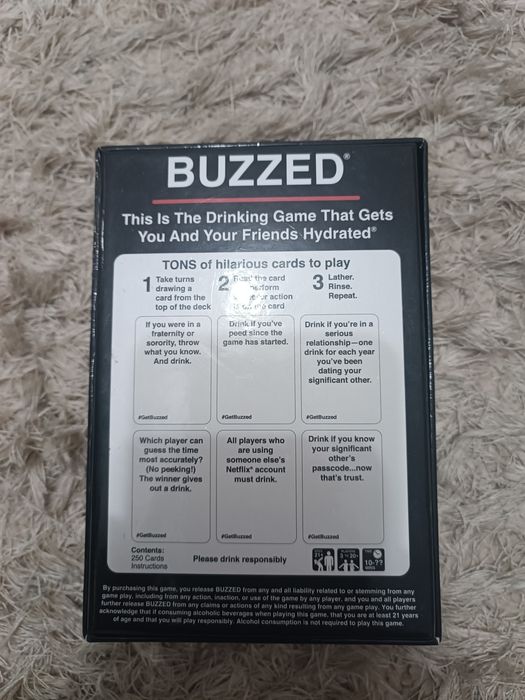 BUZZED®
This Is The Drinking Game That Gets
You And Your Friends Hydrated®
TONS of hilarious cards to play
1 Take turns
drawing a
card from the
top of the deck
2 Read the card
card
action
3 Lather.
Rinse.
Repeat.
If you were in a
fraternity or
sorority, throw
what you know.
And drink.
#GetBuzzed
Drink if you've
peed since the
game has started.
#GetBuzzed
Drink if you're in a
serious
relationship—one
drink for each year
you've been
dating your
significant other.
#GetBuzzed
Which player can
guess the time
most accurately?
(No peeking!)
The winner gives
out a drink.
#GetBuzzed
All players who
are using
someone else's
Netflix® account
must drink.
#GetBuzzed
Drink if you know
your significant
other's
passcode...now
that's trust.
#GetBuzzed
Contents:
250 Cards
Instructions
Please drink responsibly
AGES
21+
PLAYERS
3 - 20+
TIME
10-??
MINS
By purchasing this game, you release BUZZED from any and all liability related to or stemming from any
game play, including from any action, inaction, or use of the game by any player, and you and all players
further release BUZZED from any claims or actions of any kind resulting from any game play. You further
acknowledge that if consuming alcoholic beverages when playing this game, that you are at least 21 years
of age and that you will play responsibly. Alcohol consumption is not required to play this game.